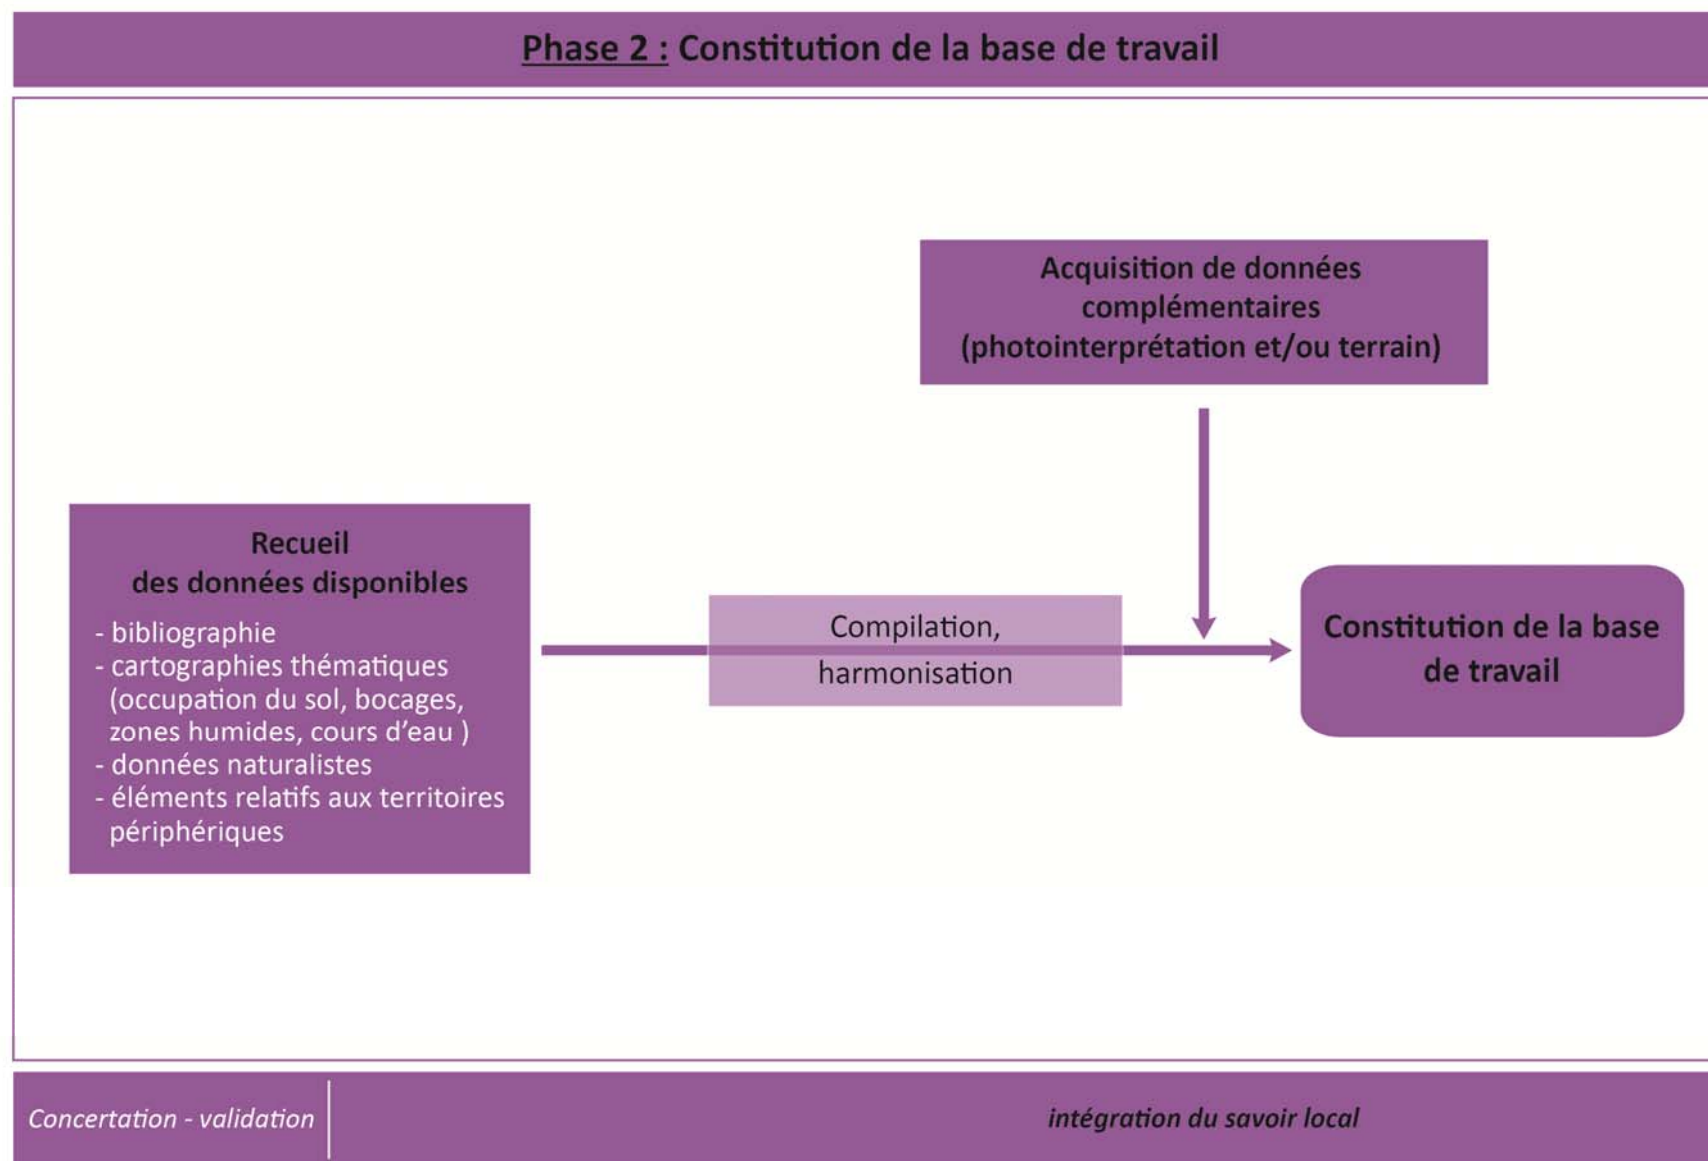 Phase 2 : Constitution de la base de travail
Acquisition de données
complémentaires
(photointerprétation et/ou terrain)
Recueil
des données disponibles
- bibliographie
- cartographies thématiques
(occupation du sol, bocages,
zones humides, cours d'eau )
- données naturalistes
- éléments relatifs aux territoires
périphériques
Compilation,
harmonisation
Constitution de la base
de travail
Concertation - validation
intégration du savoir local